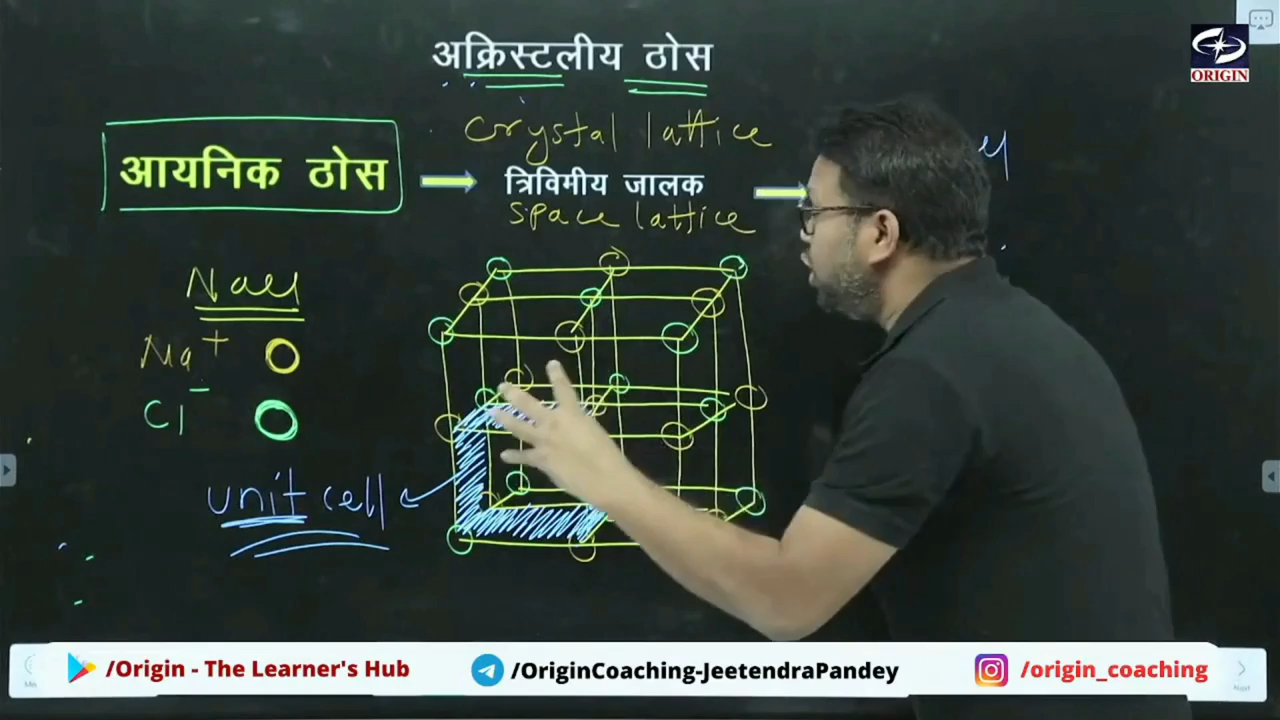 अक्रिस्टलीय ठोस
ORIGIN
crystal lattice
आयनिक ठोस
त्रिविमीय जालक
space lattice
NaCl
Na+
Cl-
unit cell
/Origin - The Learner's Hub
/OriginCoaching-JeetendraPandey
/origin_coaching
Next